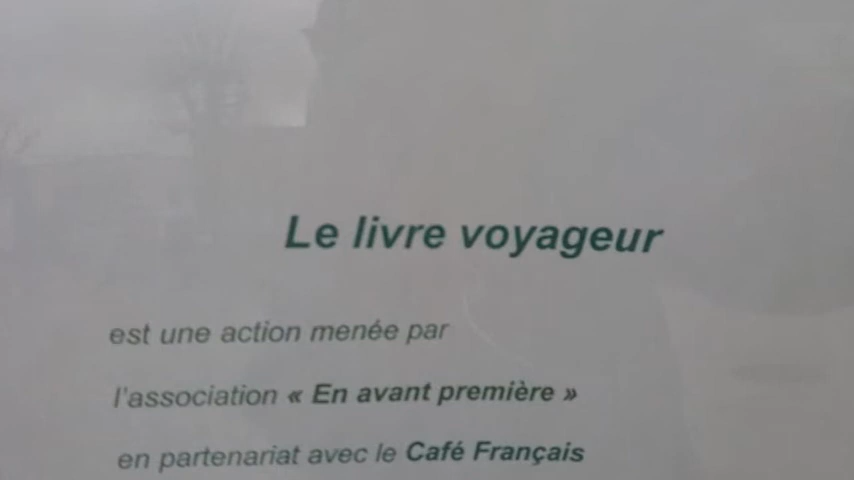 Le livre voyageur
est une action menée par
l'association « En avant première »
en partenariat avec le Café Français